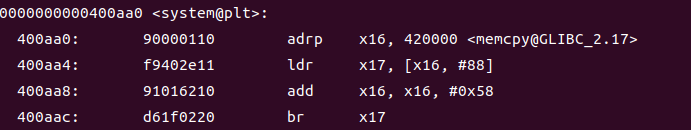 0000000000400aa0 <system@plt>:
400aa0: 90000110 adrp x16, 420000 <memcpy@GLIBC_2.17>
400aa4: f9402e11 ldr x17, [x16, #88]
400aa8: 91016210 add x16, x16, #0x58
400aac: d61f0220 br x17